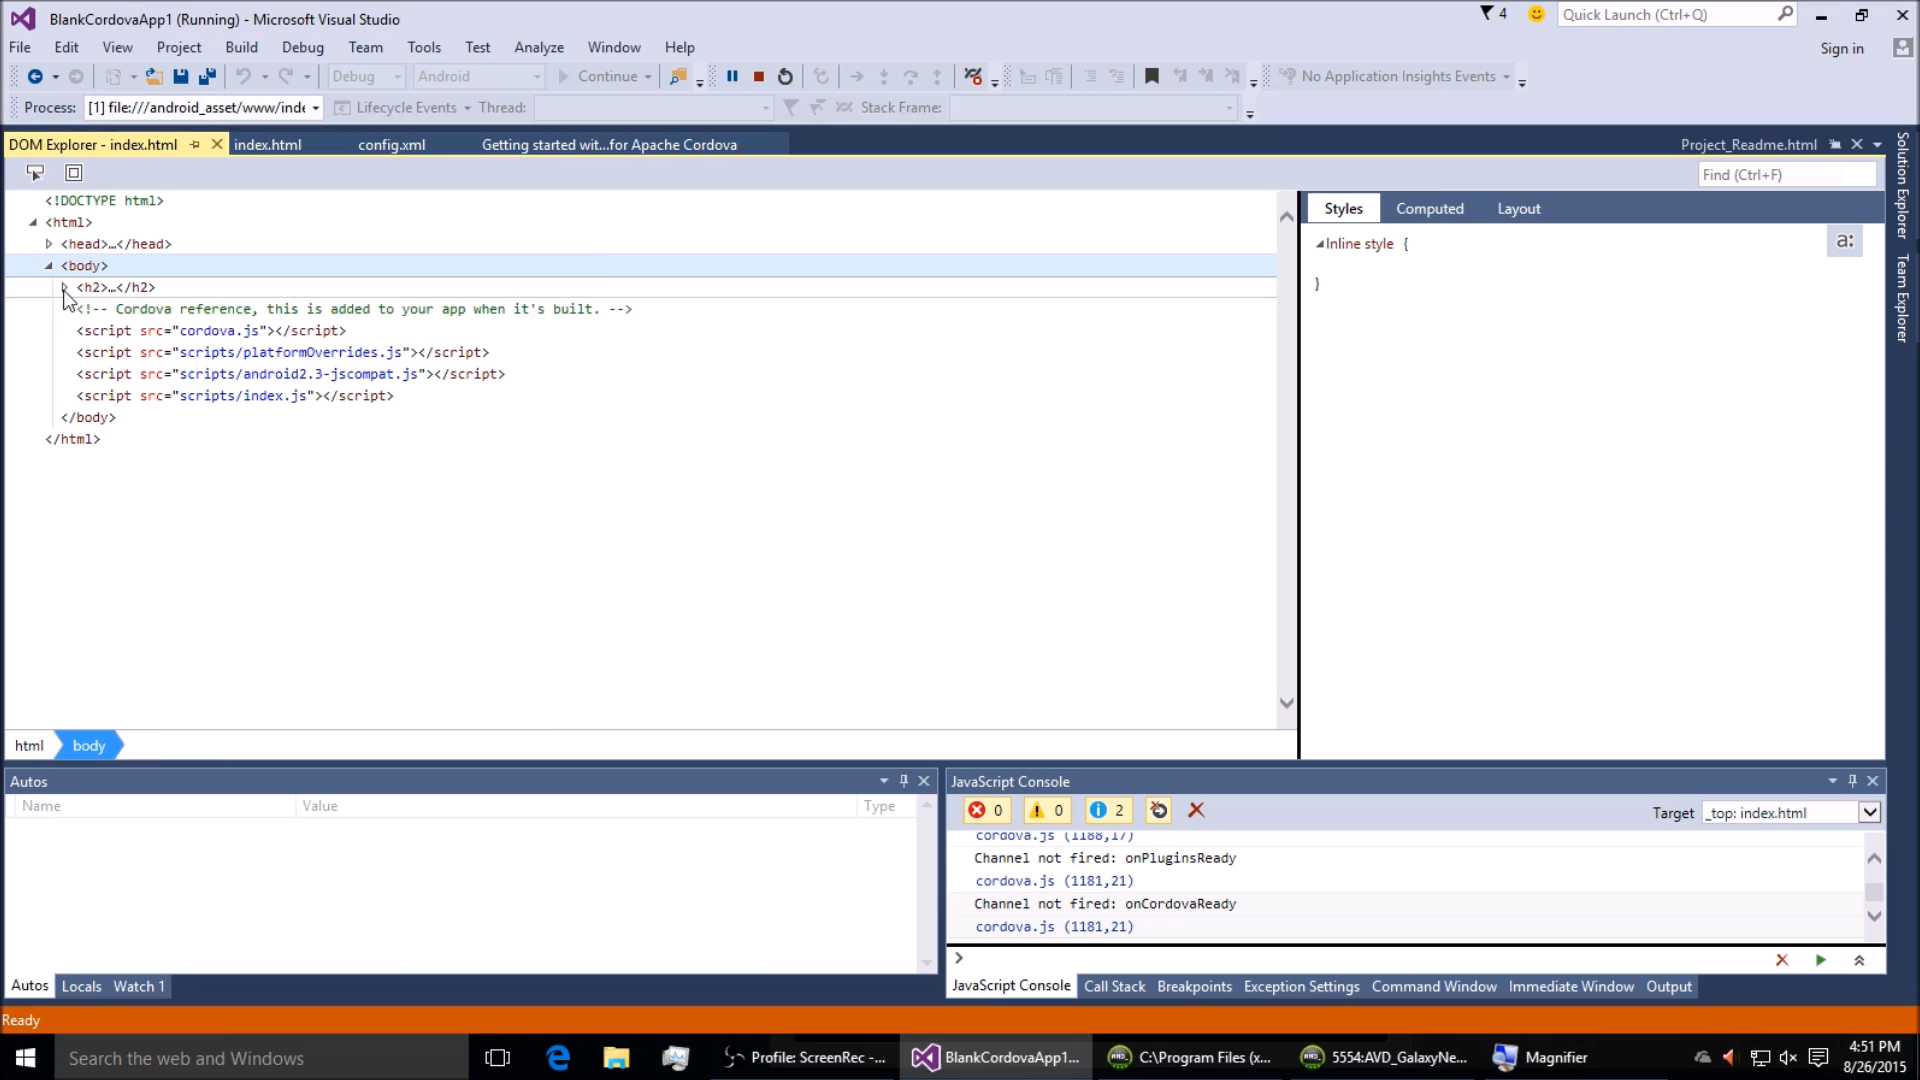 BlankCordovaApp1 (Running) - Microsoft Visual Studio
4
Quick Launch (Ctrl+Q)
File Edit View Project Build Debug Team Tools Test Analyze Window Help
Sign in
Debug Android Continue No Application Insights Events
Process: [1] file:///android_asset/www/inde Lifecycle Events Thread: Stack Frame:
DOM Explorer - index.html index.html config.xml Getting started wit...for Apache Cordova Project_Readme.html
Solution Explorer
Team Explorer
Find (Ctrl+F)
<!DOCTYPE html>
<html>
<head>…</head>
<body>
<h2>…</h2>
<!-- Cordova reference, this is added to your app when it's built. -->
<script src="cordova.js"></script>
<script src="scripts/platformOverrides.js"></script>
<script src="scripts/android2.3-jscompat.js"></script>
<script src="scripts/index.js"></script>
</body>
</html>
Styles Computed Layout
Inline style {
a:
}
html body
Autos
Name Value Type
Autos Locals Watch 1
JavaScript Console
0 0 2
Target _top: index.html
cordova.js (1188,17)
Channel not fired: onPluginsReady
cordova.js (1181,21)
Channel not fired: onCordovaReady
cordova.js (1181,21)
JavaScript Console Call Stack Breakpoints Exception Settings Command Window Immediate Window Output
Ready
Search the web and Windows
Profile: ScreenRec -... BlankCordovaApp1... C:\Program Files (x... 5554:AVD_GalaxyNe... Magnifier
4:51 PM
8/26/2015